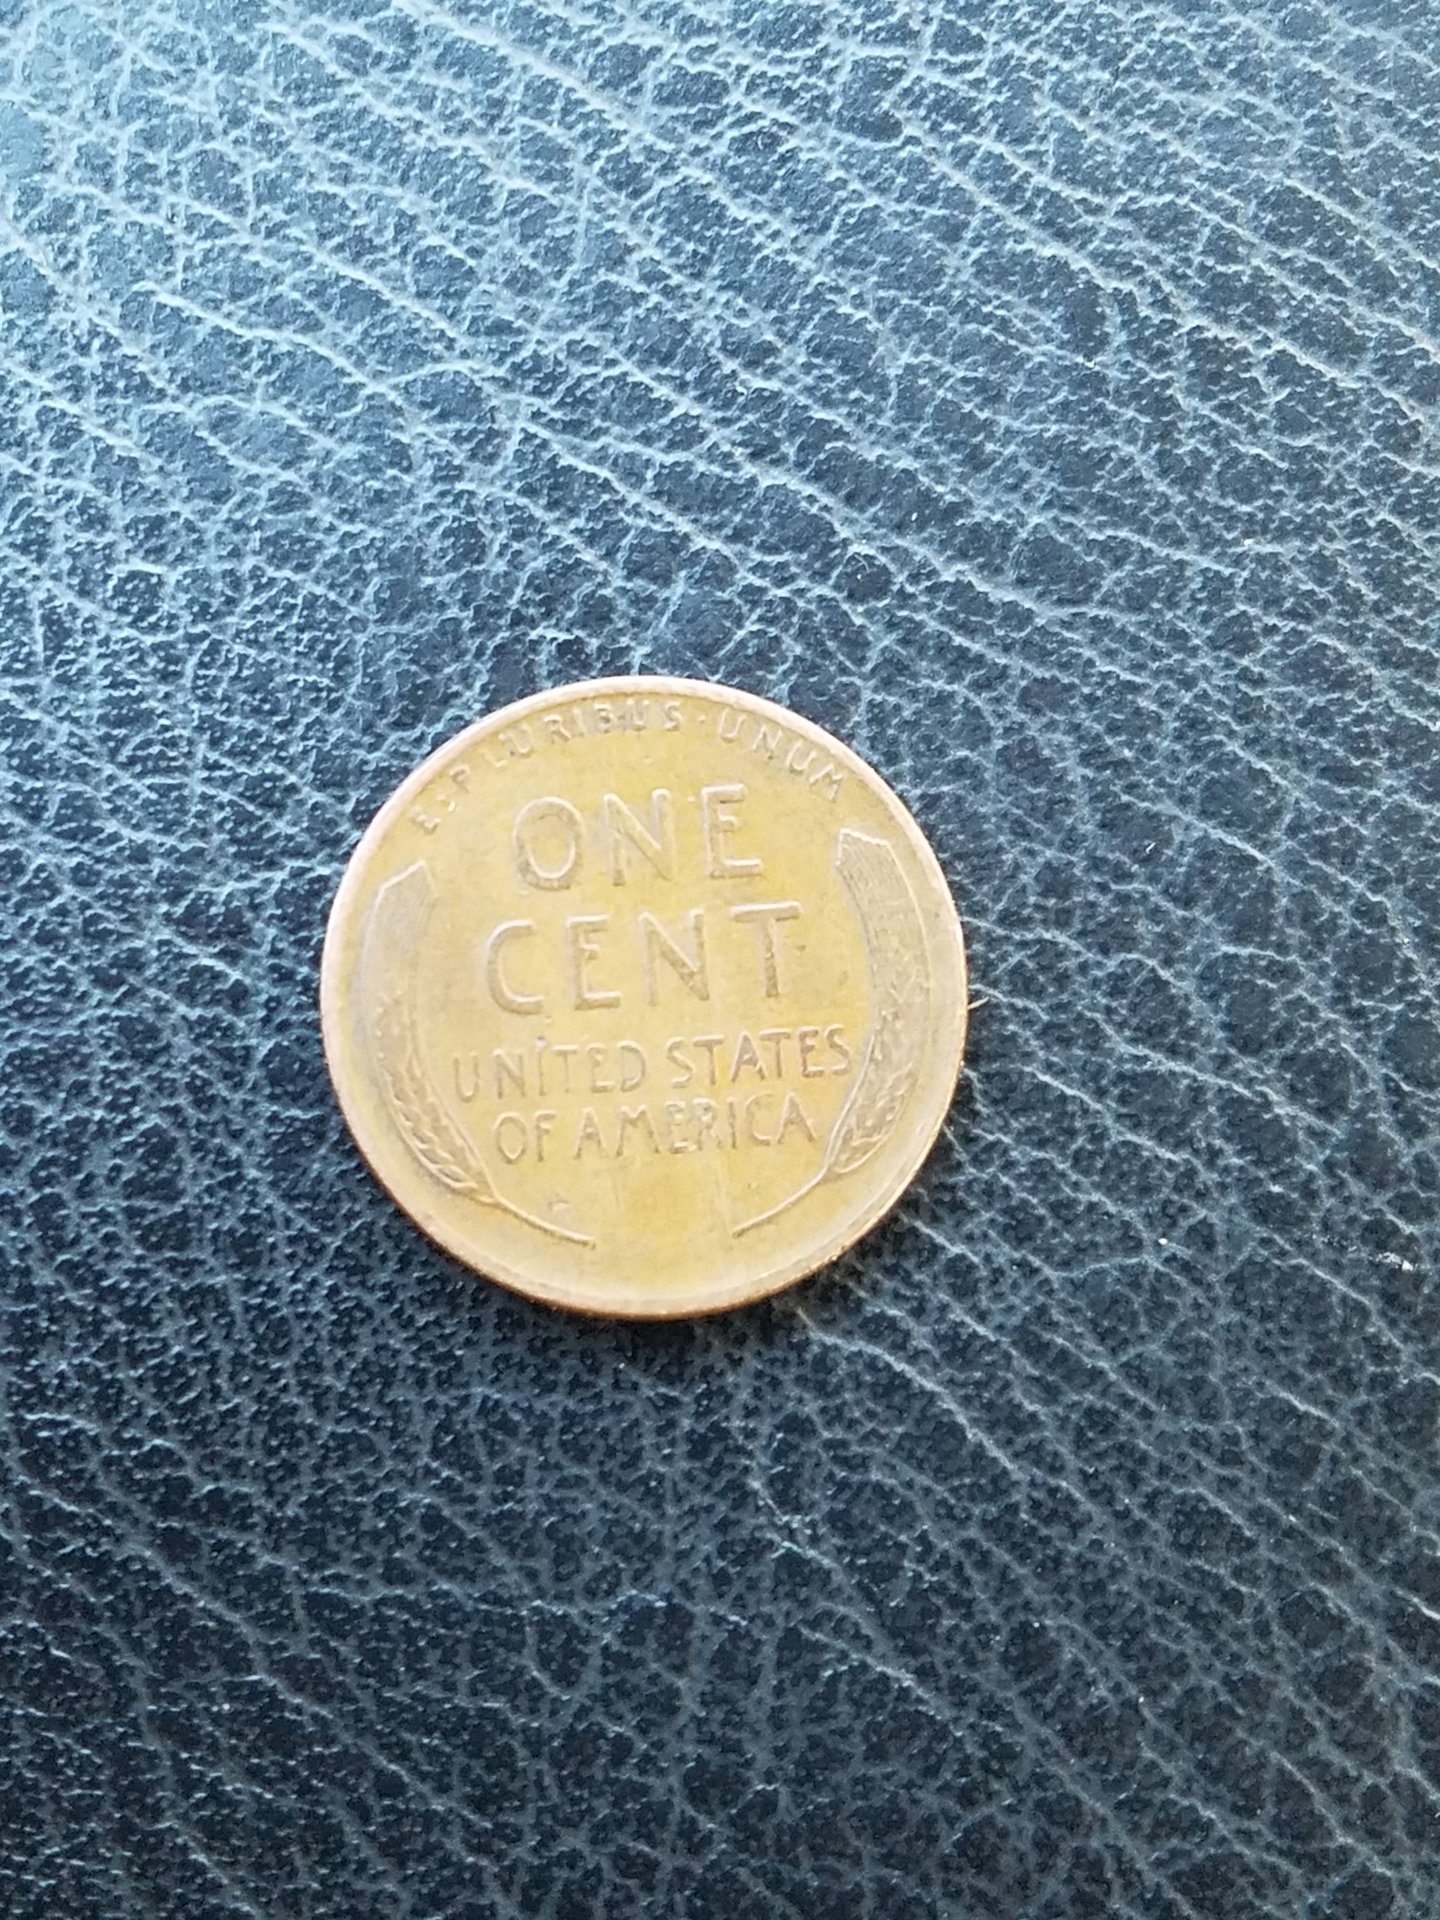 E·PLURIBUS·UNUM
ONE
CENT
UNITED STATES
OF AMERICA